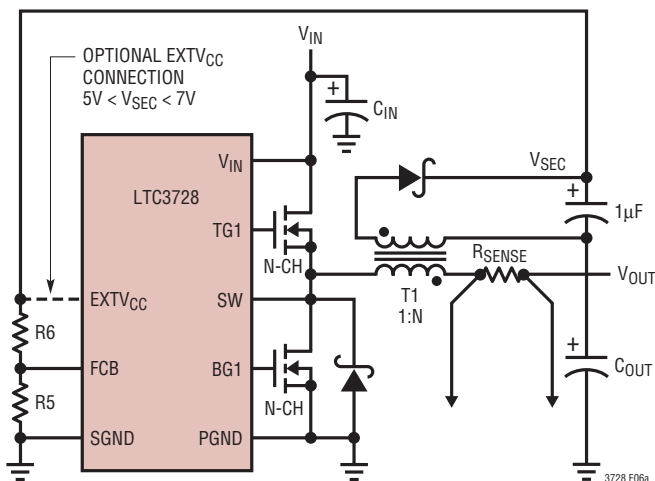 OPTIONAL EXTVCC
CONNECTION
5V < VSEC < 7V
VIN
+
CIN
VIN
LTC3728
TG1
N-CH
EXTVCC
SW
R6
FCB
BG1
N-CH
R5
SGND
PGND
VSEC
+
1µF
RSENSE
VOUT
T1
1:N
+
COUT
3728 F06a